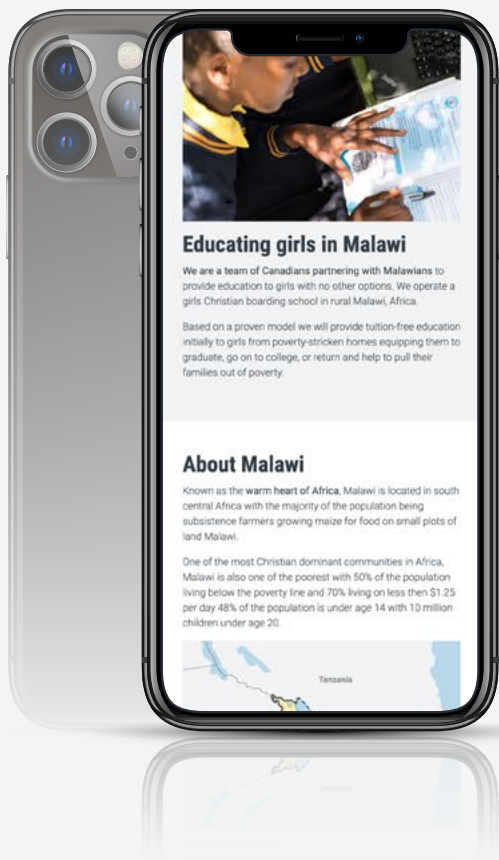 Educating girls in Malawi
We are a team of Canadians partnering with Malawians to
provide education to girls with no other options. We operate a
girls Christian boarding school in rural Malawi, Africa.
Based on a proven model we will provide tuition-free education
initially to girls from poverty-stricken homes equipping them to
graduate, go on to college, or return and help to pull their
families out of poverty.
About Malawi
Known as the warm heart of Africa, Malawi is located in south
central Africa with the majority of the population being
subsistence farmers growing maize for food on small plots of
land Malawi.
One of the most Christian dominant communities in Africa,
Malawi is also one of the poorest with 50% of the population
living below the poverty line and 70% living on less then $1.25
per day 48% of the population is under age 14 with 10 million
children under age 20.
Tanzania